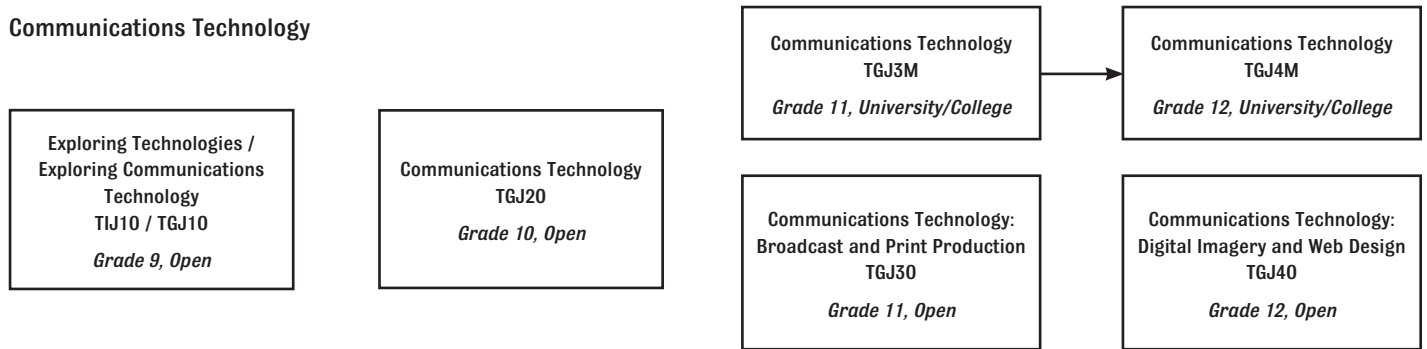 Communications Technology
Exploring Technologies /
Exploring Communications
Technology
TIJ10 / TGJ10
Grade 9, Open
Communications Technology
TGJ20
Grade 10, Open
Communications Technology
TGJ3M
Grade 11, University/College
Communications Technology
TGJ4M
Grade 12, University/College
Communications Technology:
Broadcast and Print Production
TGJ30
Grade 11, Open
Communications Technology:
Digital Imagery and Web Design
TGJ40
Grade 12, Open